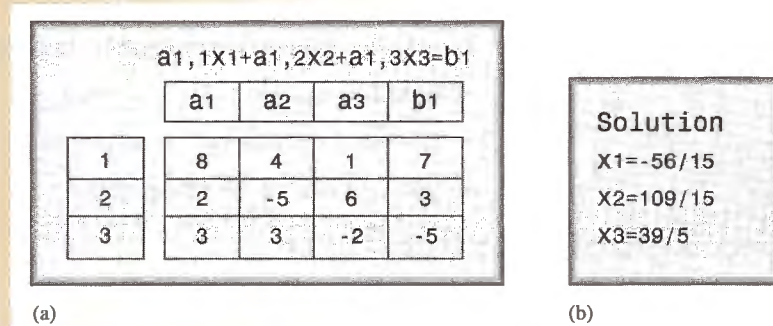 a1,1X1+a1,2X2+a1,3X3=b1
a1 a2 a3 b1
1 8 4 1 7
2 2 -5 6 3
3 3 3 -2 -5
(a)
Solution
X1=-56/15
X2=109/15
X3=39/5
(b)